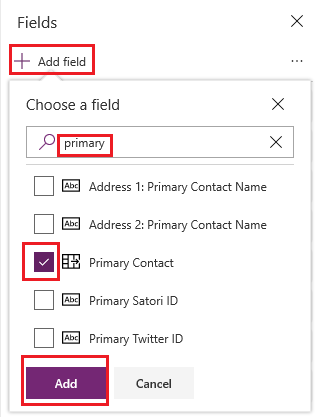 Fields
Add field
...
Choose a field
primary
Abc Address 1: Primary Contact Name
Abc Address 2: Primary Contact Name
Primary Contact
Abc Primary Satori ID
Abc Primary Twitter ID
Add Cancel